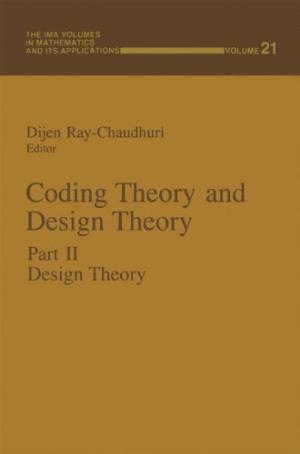 THE IMA VOLUMES
IN MATHEMATICS
AND ITS APPLICATIONS
VOLUME 21
Dijen Ray-Chaudhuri
Editor
Coding Theory and
Design Theory
Part II
Design Theory